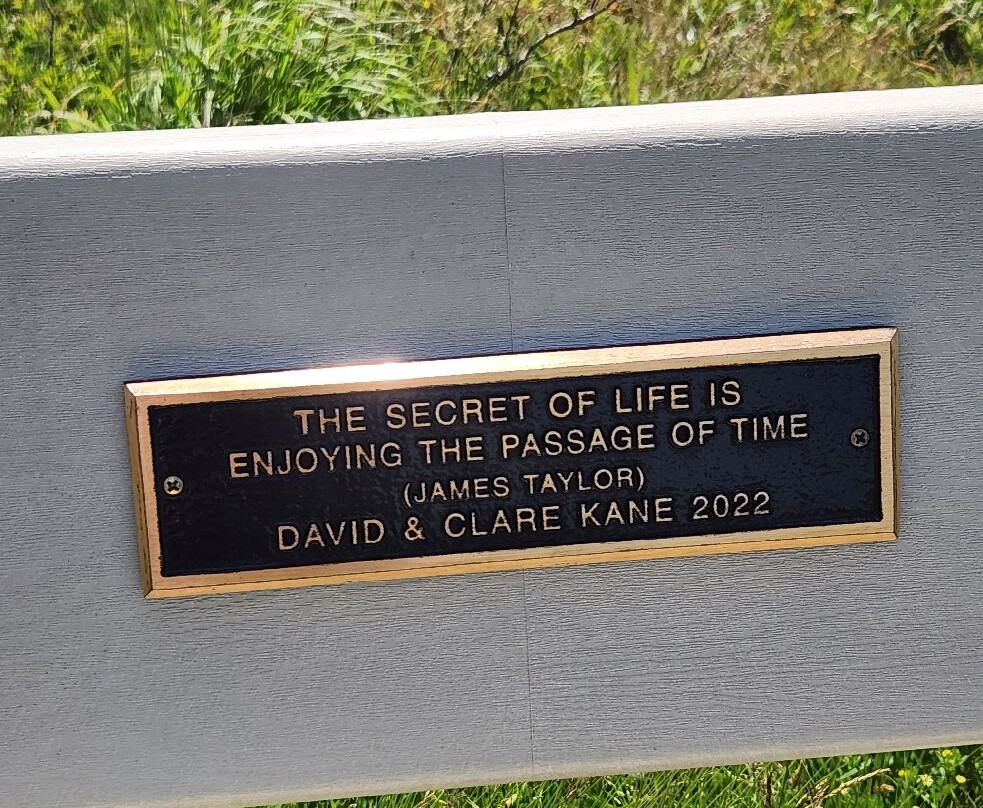 THE SECRET OF LIFE IS
ENJOYING THE PASSAGE OF TIME
(JAMES TAYLOR)
DAVID & CLARE KANE 2022